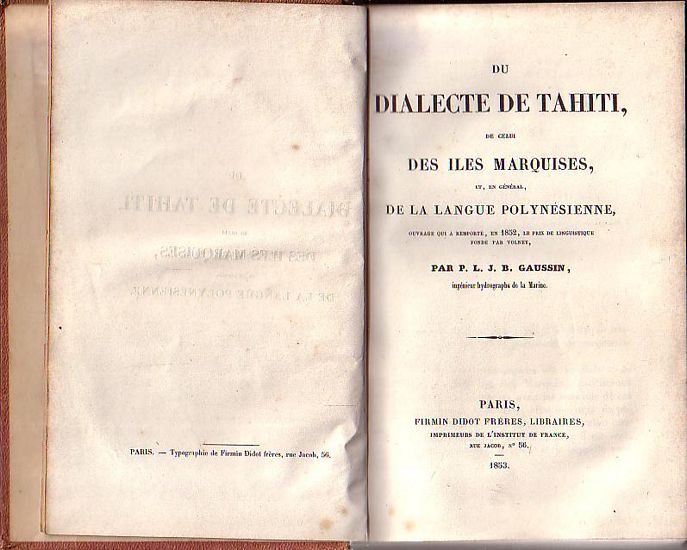 PARIS. — Typographie de Firmin Didot frères, rue Jacob, 56.
DU
DIALECTE DE TAHITI,
DE CELUI
DES ILES MARQUISES,
ET, EN GÉNÉRAL,
DE LA LANGUE POLYNÉSIENNE,
OUVRAGE QUI A REMPORTÉ, EN 1852, LE PRIX DE LINGUISTIQUE
FONDÉ PAR VOLNEY,
PAR P. L. J. B. GAUSSIN,
ingénieur hydrographe de la Marine.
PARIS,
FIRMIN DIDOT FRÈRES, LIBRAIRES,
IMPRIMEURS DE L'INSTITUT DE FRANCE,
RUE JACOB, N° 56.
1853.